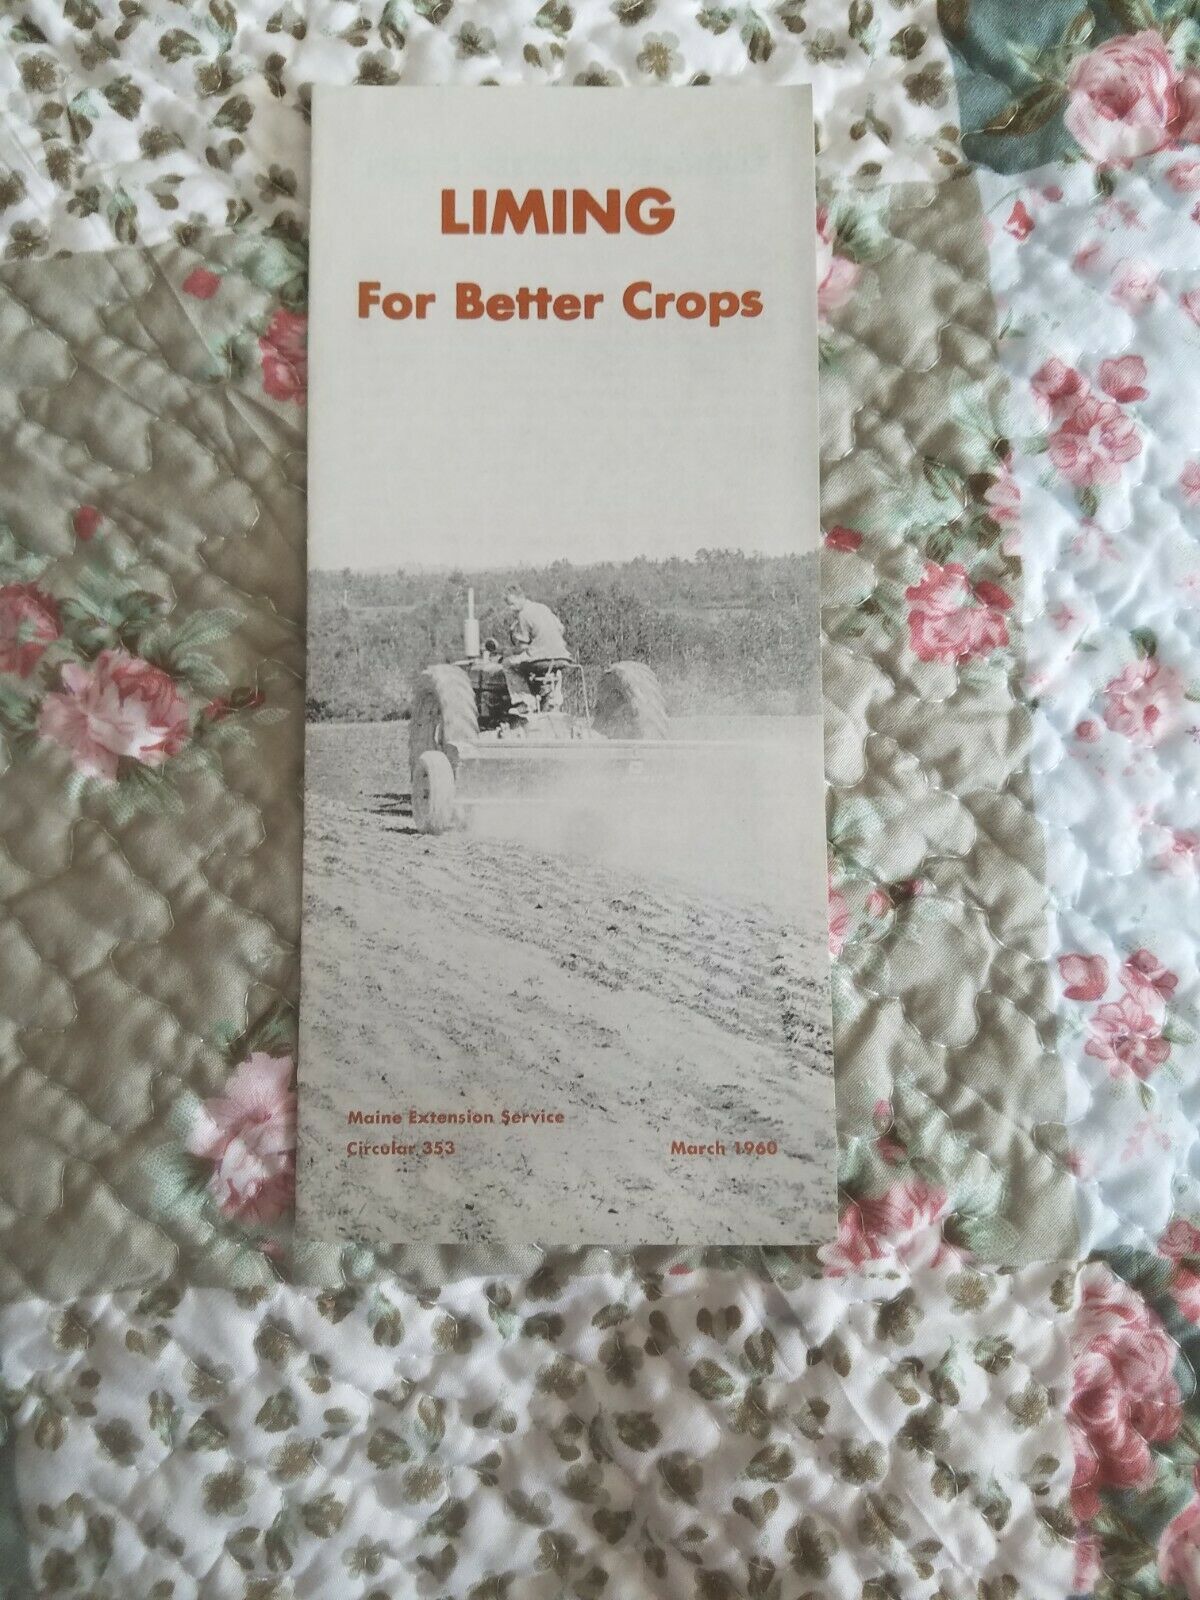 LIMING
For Better Crops
Maine Extension Service
Circular 353
March 1960